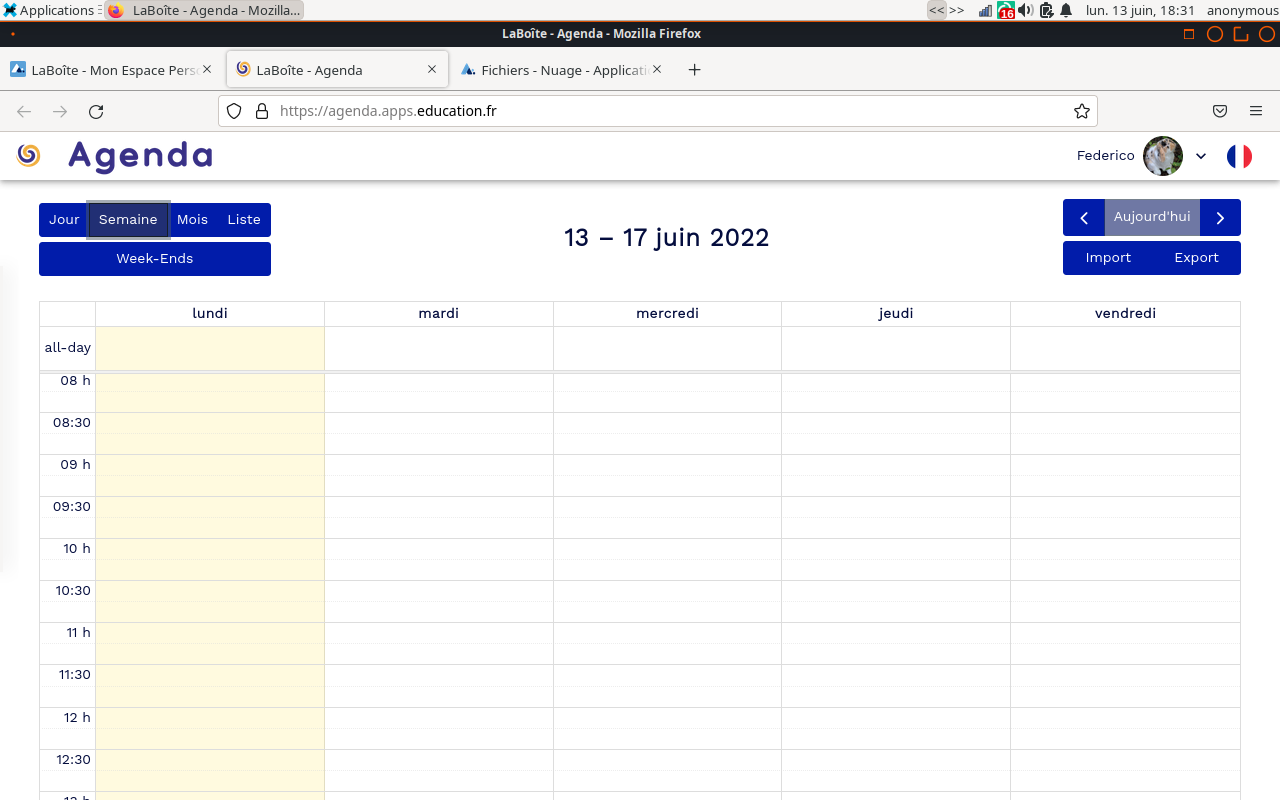 Applications
LaBoîte - Agenda - Mozilla...
<< >>
16
lun. 13 juin, 18:31
anonymous
LaBoîte - Agenda - Mozilla Firefox
LaBoîte - Mon Espace Pers
LaBoîte - Agenda
Fichiers - Nuage - Applicati
https://agenda.apps.education.fr
Agenda
Federico
Jour
Semaine
Mois
Liste
Week-Ends
13 – 17 juin 2022
Aujourd'hui
Import
Export
lundi
mardi
mercredi
jeudi
vendredi
all-day
08 h
08:30
09 h
09:30
10 h
10:30
11 h
11:30
12 h
12:30